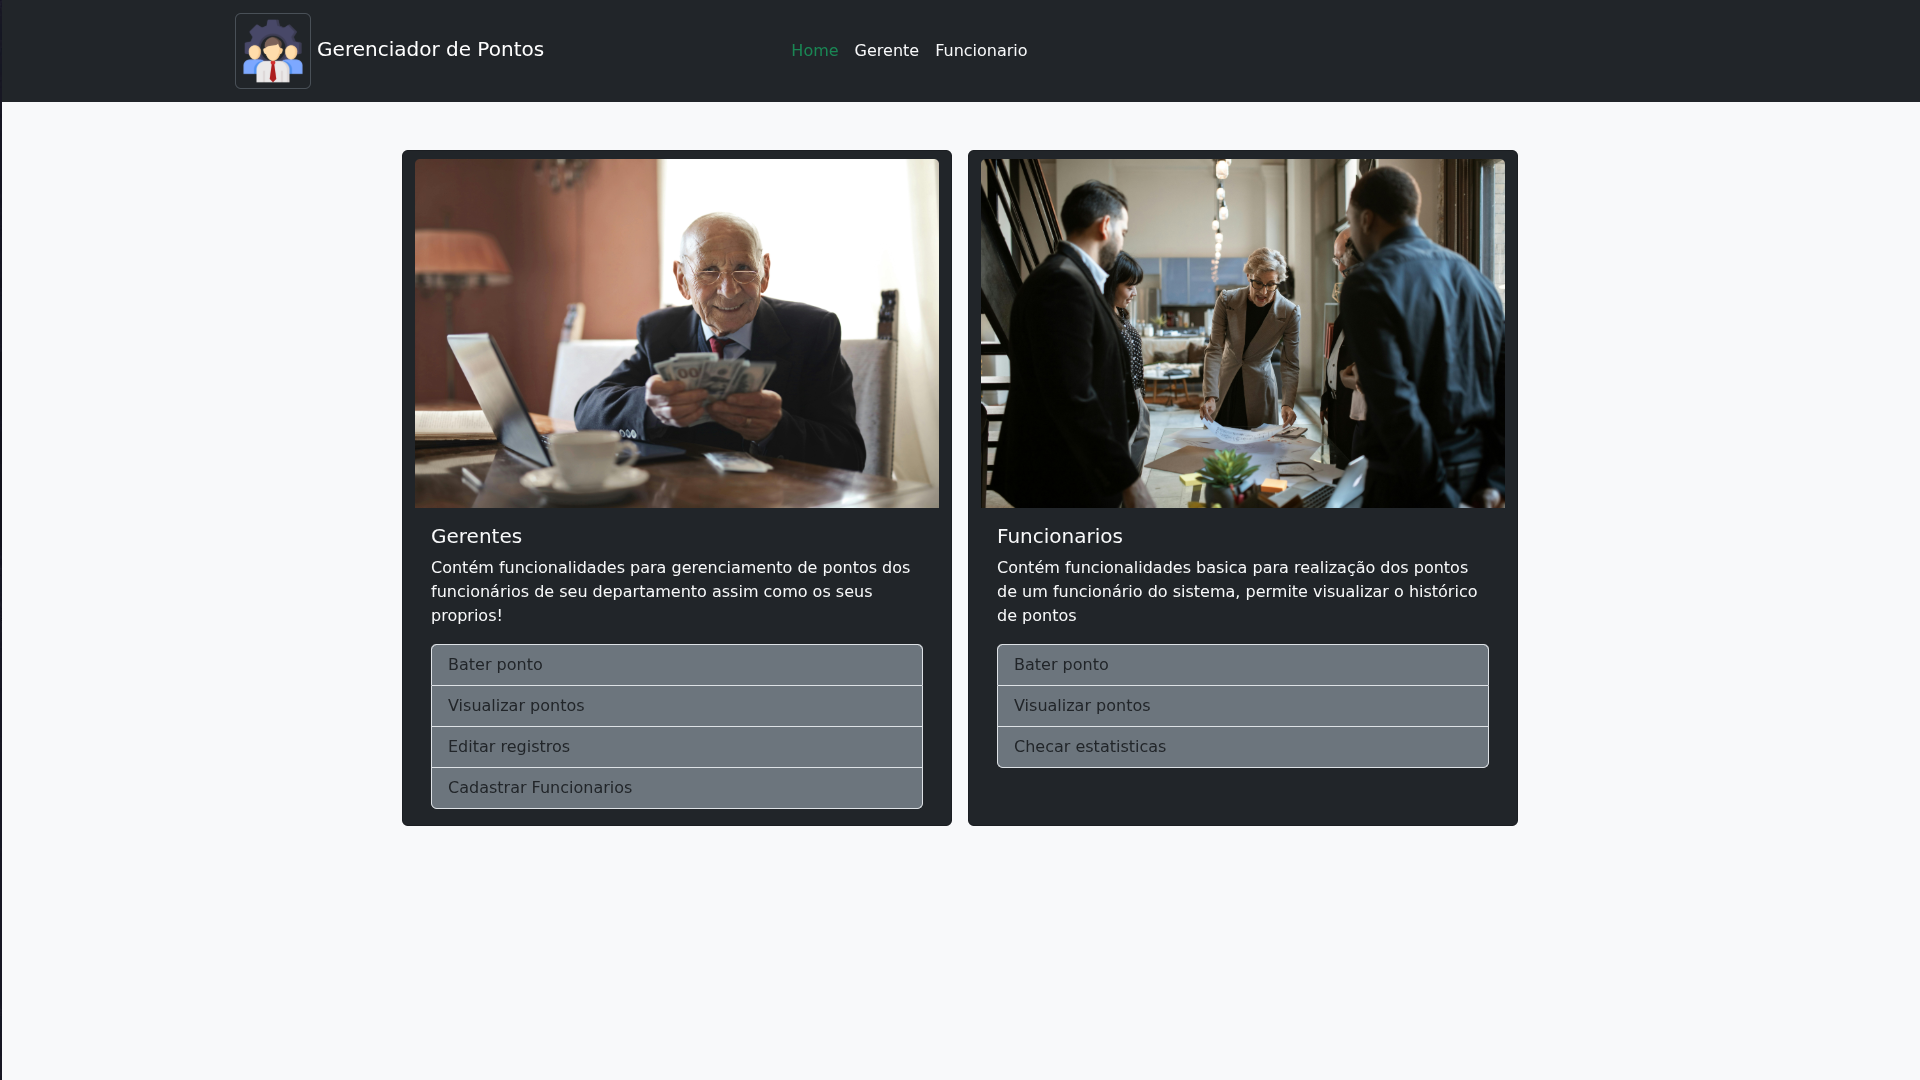 Gerenciador de Pontos
Home Gerente Funcionario
Gerentes
Contém funcionalidades para gerenciamento de pontos dos
funcionários de seu departamento assim como os seus
proprios!
Bater ponto
Visualizar pontos
Editar registros
Cadastrar Funcionarios
Funcionarios
Contém funcionalidades basica para realização dos pontos
de um funcionário do sistema, permite visualizar o histórico
de pontos
Bater ponto
Visualizar pontos
Checar estatisticas